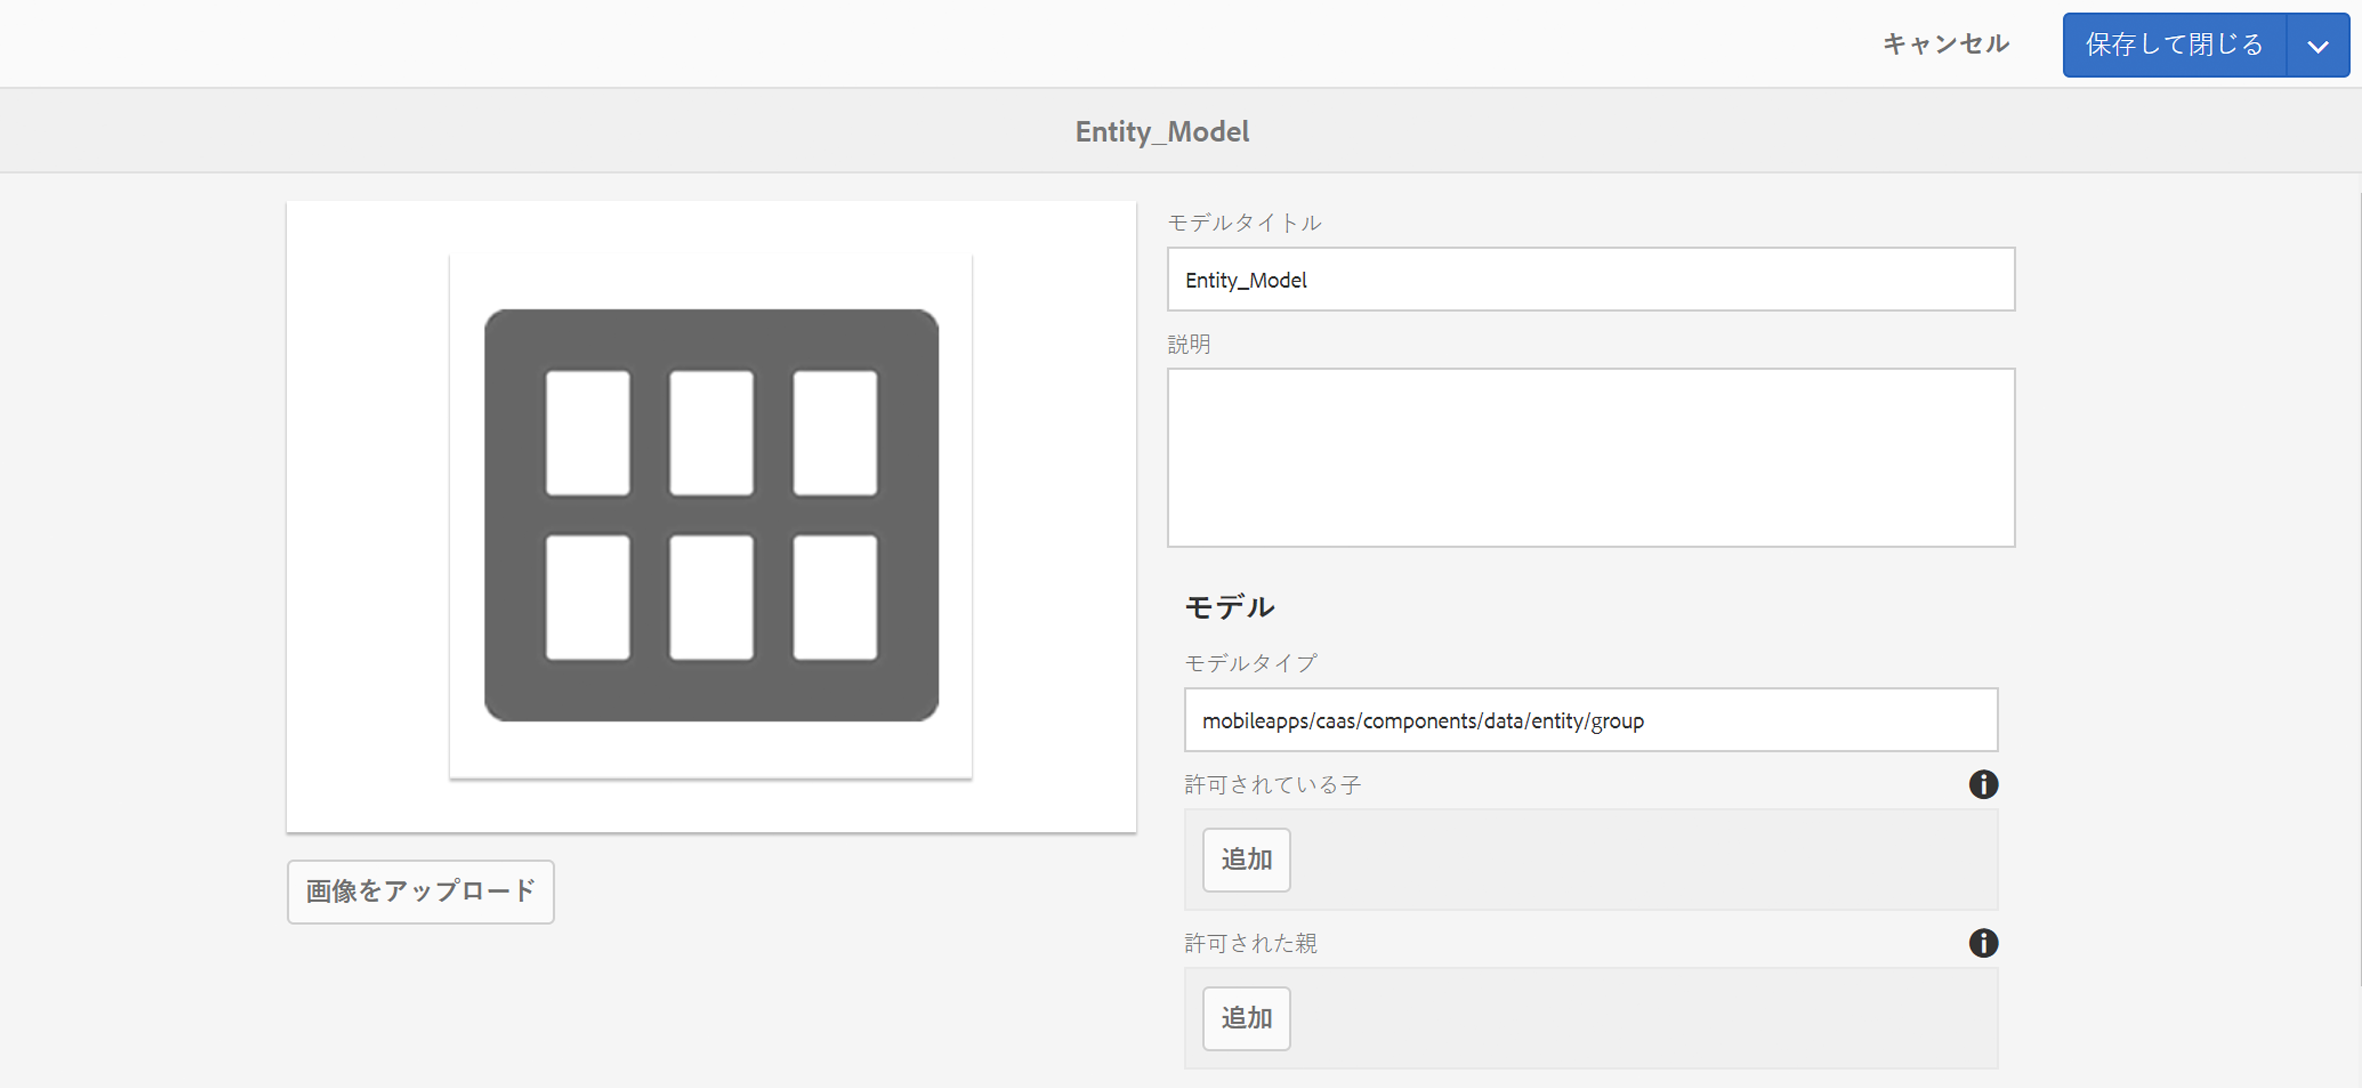 キャンセル
保存して閉じる
Entity_Model
モデルタイトル
Entity_Model
説明
モデル
モデルタイプ
mobileapps/caas/components/data/entity/group
許可されている子
追加
許可された親
追加
画像をアップロード